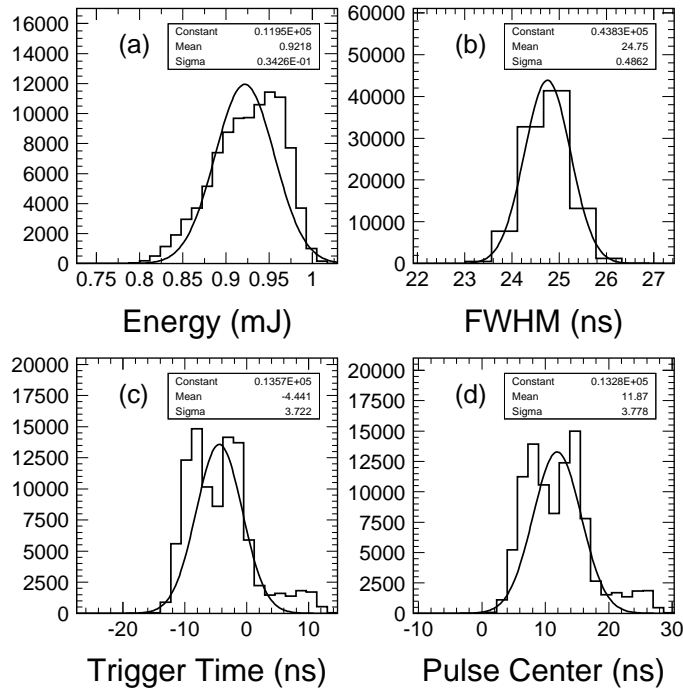 (a)
Constant 0.1195E+05
Mean 0.9218
Sigma 0.3426E-01
16000
14000
12000
10000
8000
6000
4000
2000
0
0.75 0.8 0.85 0.9 0.95 1
Energy (mJ)
(b)
Constant 0.4383E+05
Mean 24.75
Sigma 0.4862
60000
50000
40000
30000
20000
10000
0
22 23 24 25 26 27
FWHM (ns)
(c)
Constant 0.1357E+05
Mean -4.441
Sigma 3.722
20000
17500
15000
12500
10000
7500
5000
2500
0
-20 -10 0 10
Trigger Time (ns)
(d)
Constant 0.1328E+05
Mean 11.87
Sigma 3.778
20000
17500
15000
12500
10000
7500
5000
2500
0
-10 0 10 20 30
Pulse Center (ns)